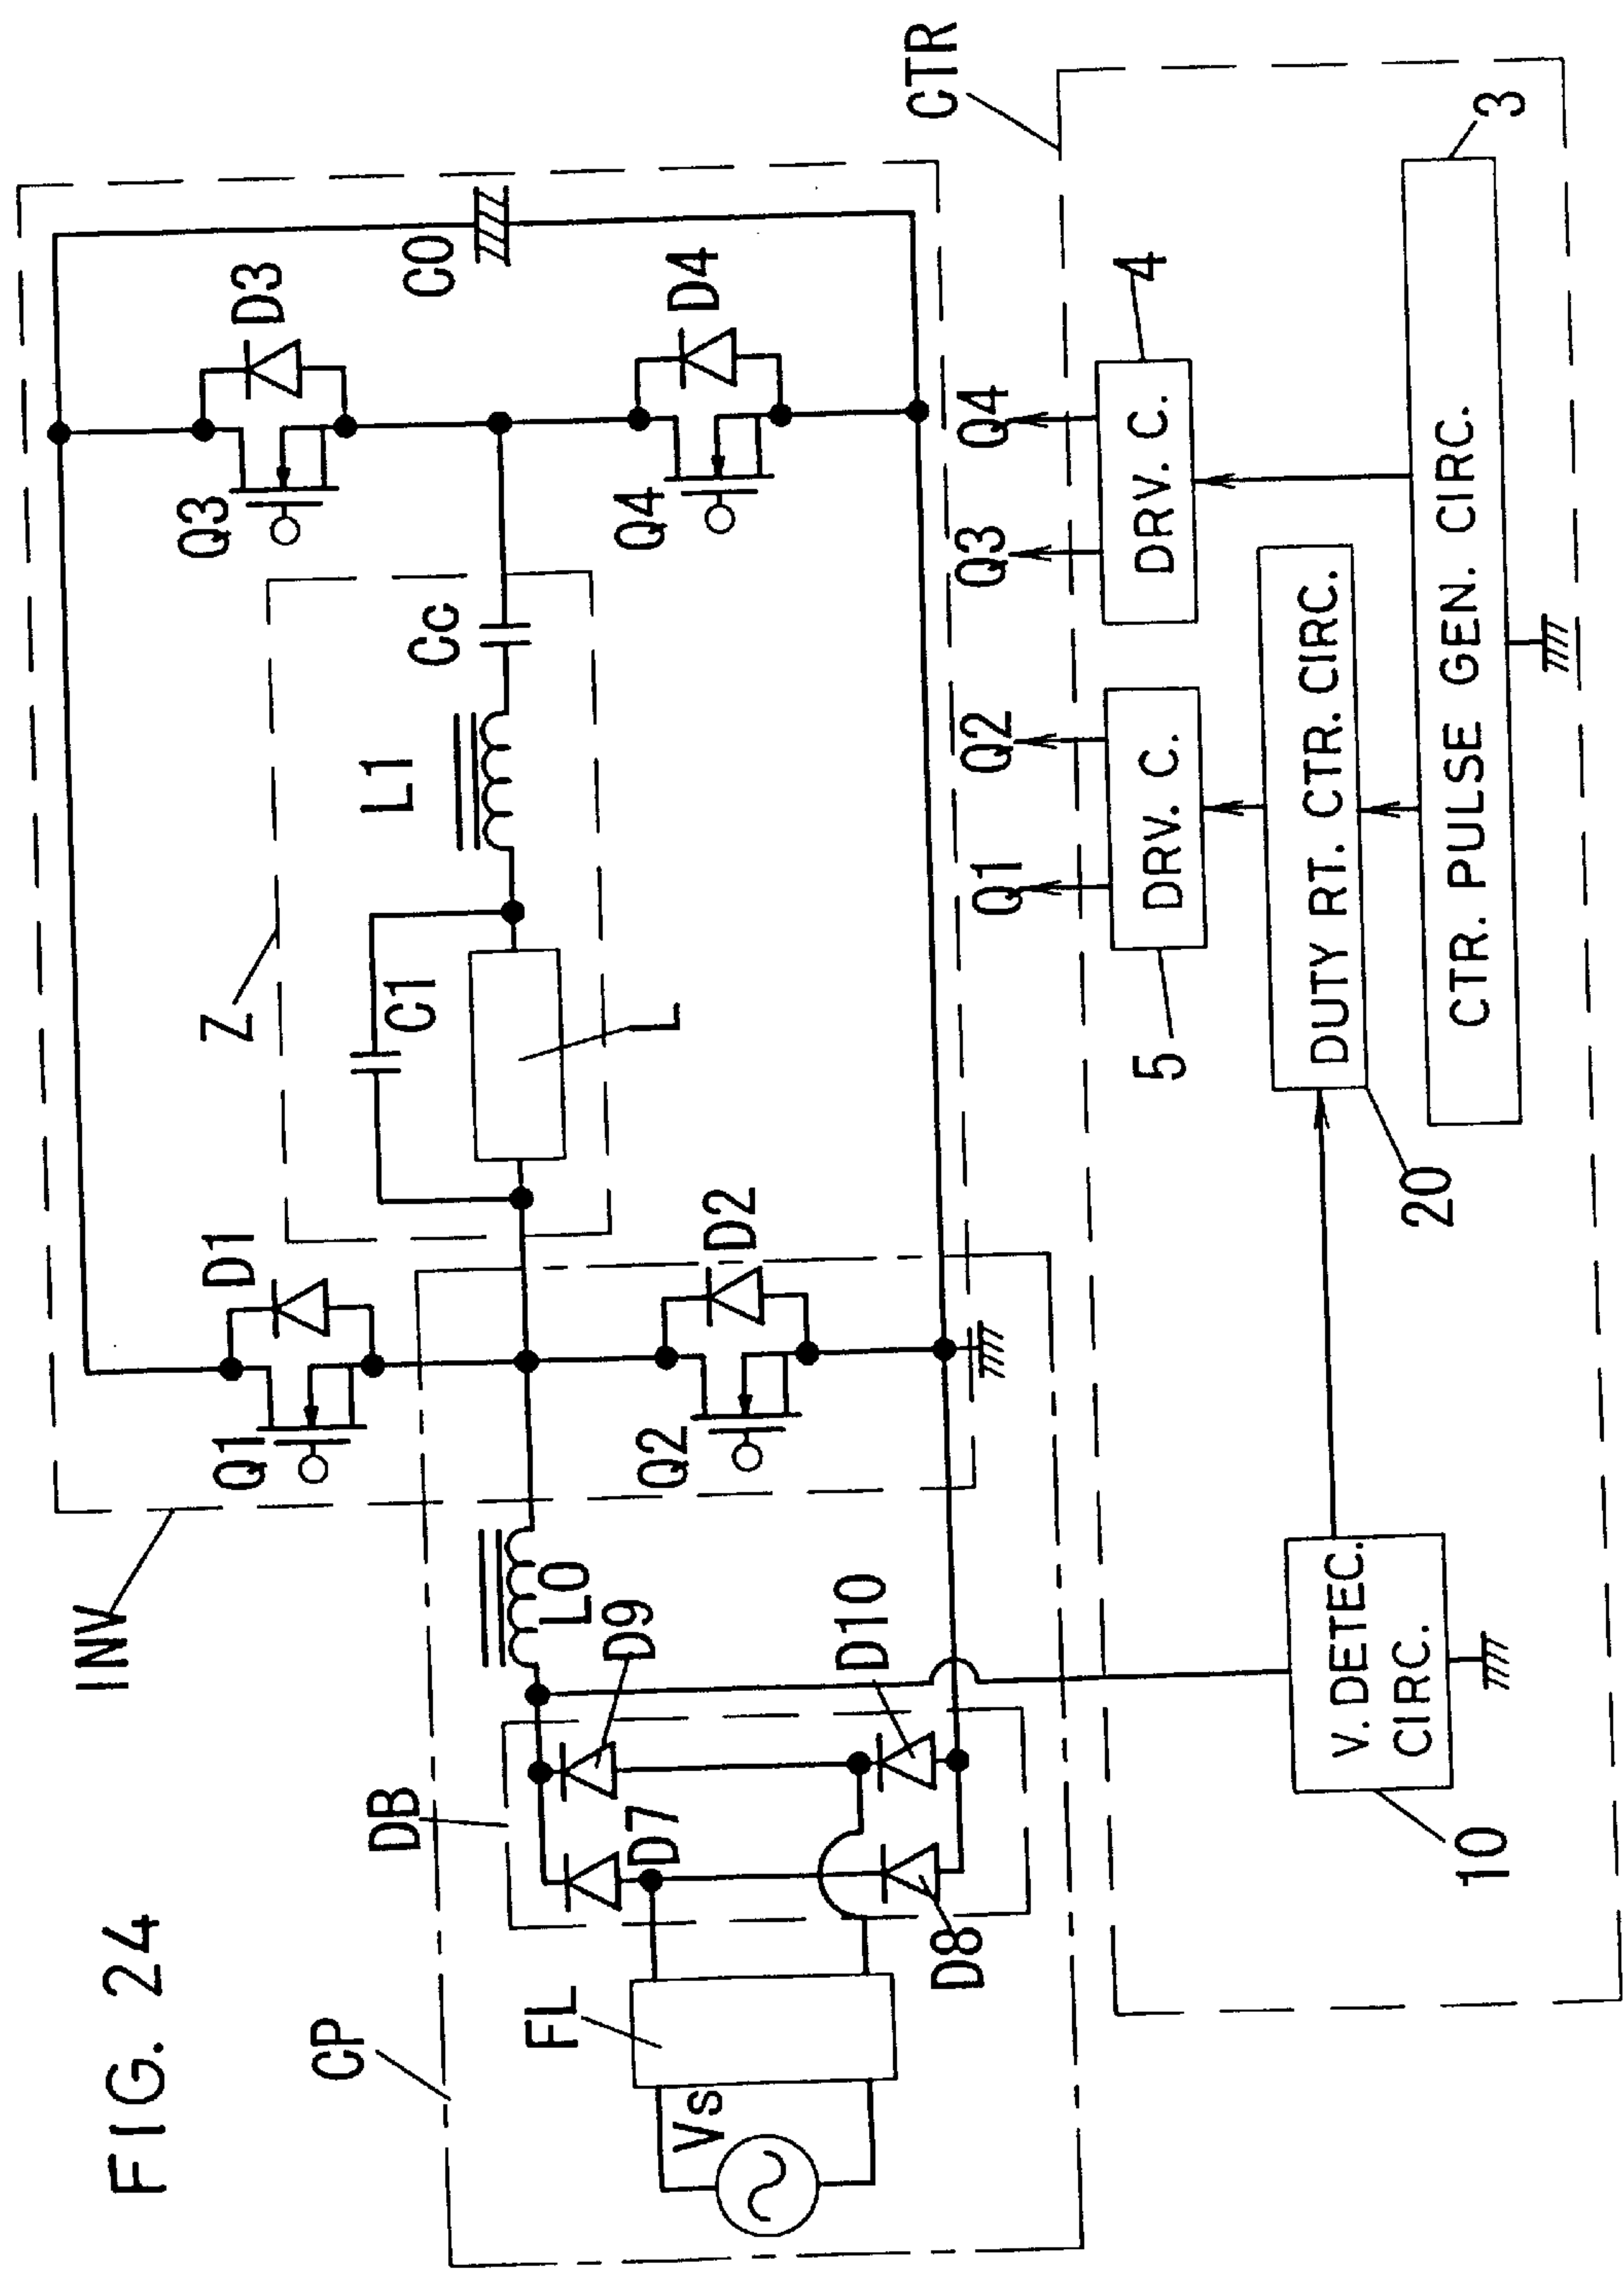 FIG. 24
CP
INV
Z
CTR
DB
FL
Vs
D7
D8
D9
D10
L0
Q1
D1
Q2
D2
C1
L
L1
Cc
Q3
D3
Q4
D4
C0
Q1
Q2
Q3
Q4
5
DRV. C.
DRV. C.
4
DUTY RT. CTR. CIRC.
20
CTR. PULSE GEN. CIRC.
3
V. DETEC.
CIRC.
10